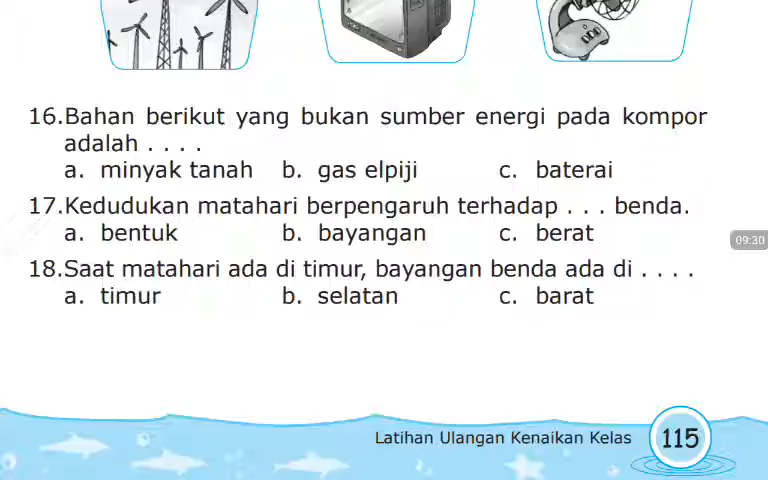 16.Bahan berikut yang bukan sumber energi pada kompor
adalah . . . .
a. minyak tanah b. gas elpiji c. baterai
17.Kedudukan matahari berpengaruh terhadap . . . benda.
a. bentuk b. bayangan c. berat
18.Saat matahari ada di timur, bayangan benda ada di . . . .
a. timur b. selatan c. barat
09:30
Latihan Ulangan Kenaikan Kelas 115